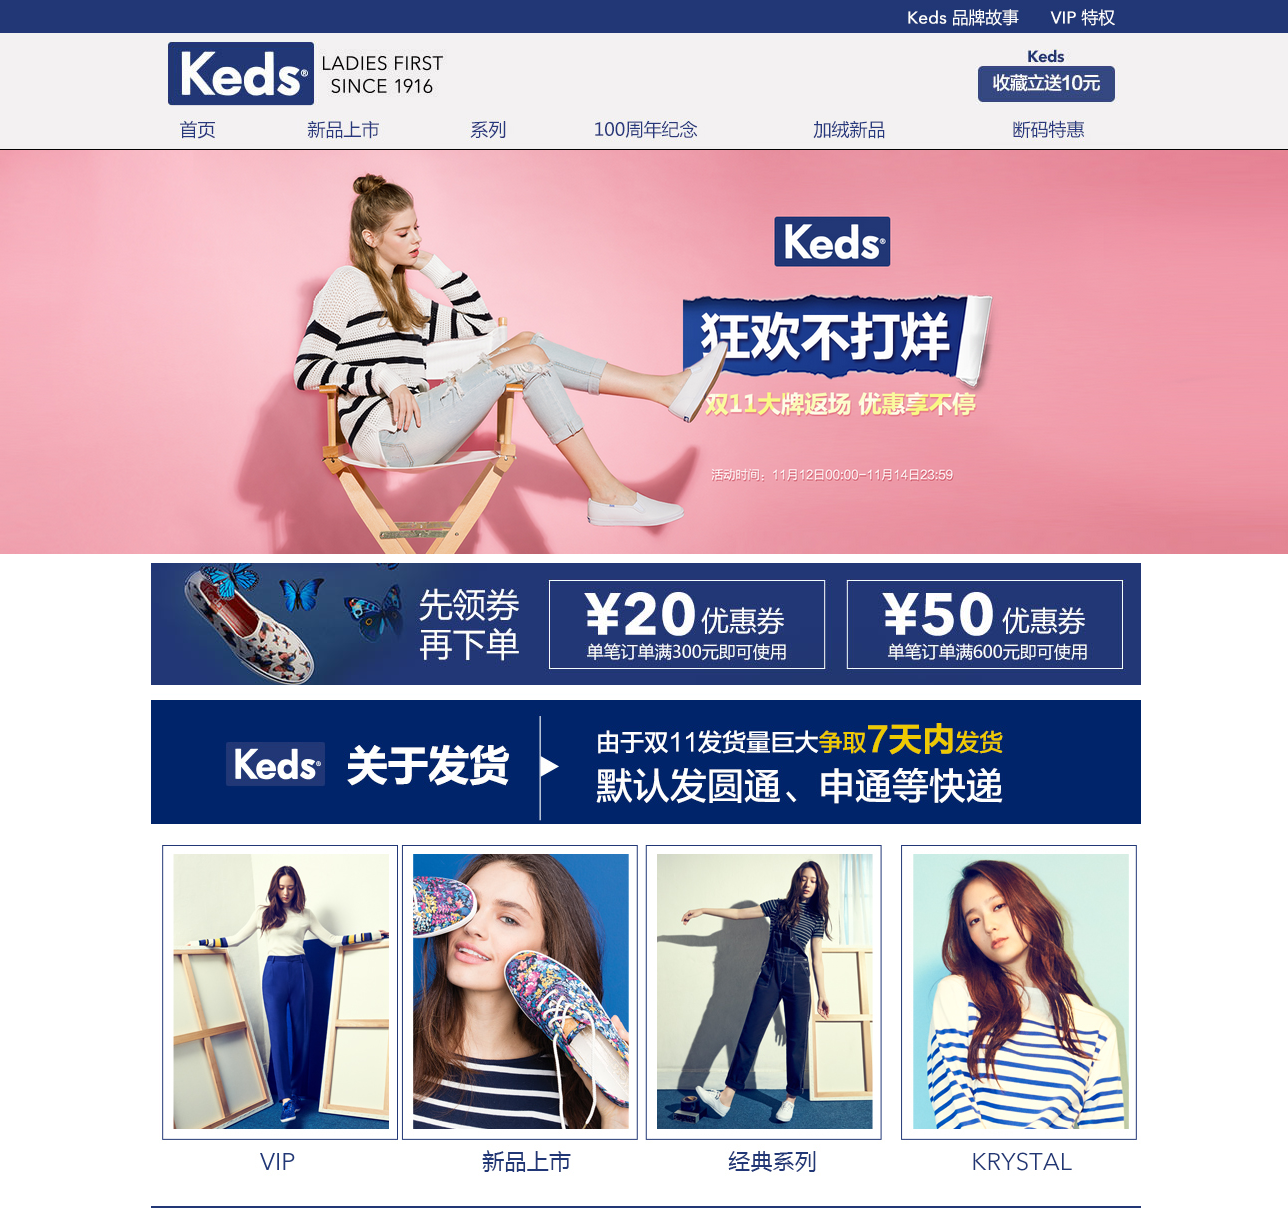 Keds 品牌故事
VIP 特权
Keds®
LADIES FIRST
SINCE 1916
Keds
收藏立送10元
首页
新品上市
系列
100周年纪念
加绒新品
断码特惠
Keds®
狂欢不打烊
双11大牌返场 优惠享不停
活动时间：11月12日00:00-11月14日23:59
先领券
再下单
¥20优惠券
单笔订单满300元即可使用
¥50优惠券
单笔订单满600元即可使用
Keds®
关于发货
由于双11发货量巨大争取7天内发货
默认发圆通、申通等快递
VIP
新品上市
经典系列
KRYSTAL